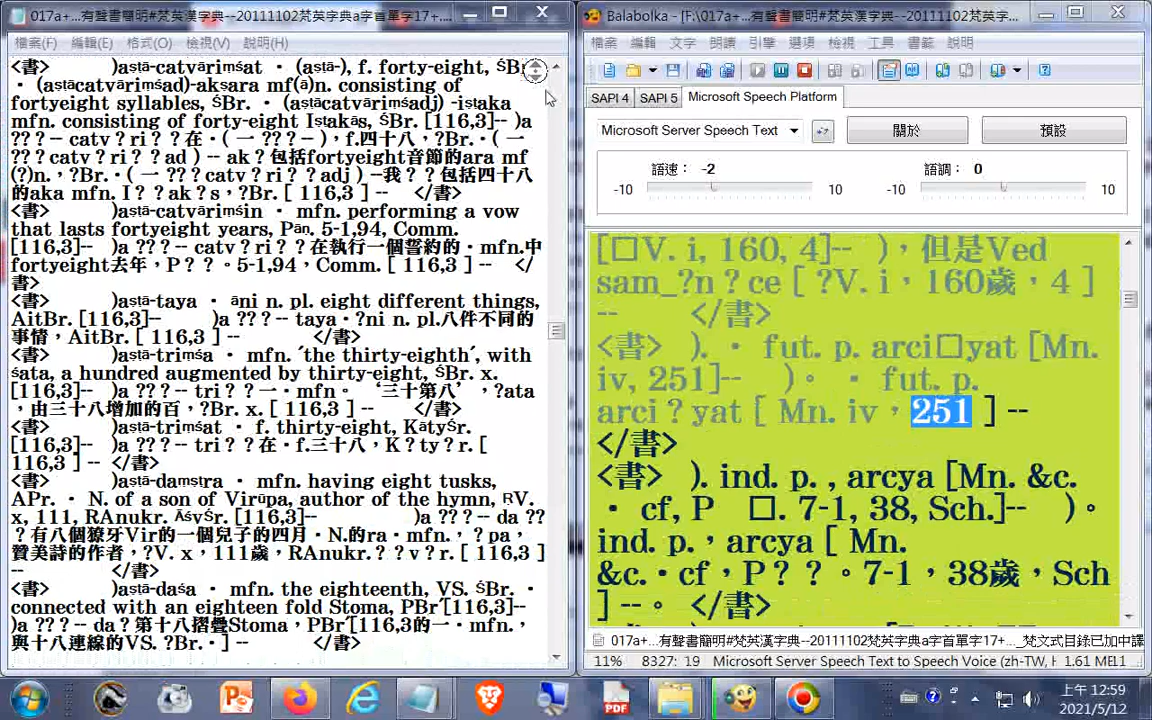 017a+...有聲書簡明#梵英漢字典--20111102梵英字典a字首單字17+...
檔案(F) 編輯(E) 格式(O) 檢視(V) 說明(H)
<書> )aṣṭā-catvāriṃśat · (aṣṭā-), f. forty-eight, ŚBr.
· (aṣṭācatvāriṃśad)-akṣara mf(ā)n. consisting of
fortyeight syllables, ŚBr. · (aṣṭācatvāriṃśadj) -iṣṭaka
mfn. consisting of forty-eight Iṣṭakās, ŚBr. [116,3]-- )a
???-- catv?ri??在·(一???–), f.四十八, ?Br.·(一
???catv?ri??ad)-- ak?包括fortyeight音節的ara mf
(?)n., ?Br.·(一???catv?ri??adj) --我??包括四十八
的aka mfn. I??ak?s, ?Br. [ 116,3 ] -- </書>
<書> )aṣṭā-catvāriṃśin · mfn. performing a vow
that lasts fortyeight years, Pāṇ. 5-1,94, Comm.
[116,3]-- )a ???-- catv?ri??在執行一個誓約的·mfn.中
fortyeight去年, P??。5-1,94, Comm. [ 116,3 ] -- </
書>
<書> )aṣṭā-taya · āni n. pl. eight different things,
AitBr. [116,3]-- )a ???-- taya·?ni n. pl.八件不同的
事情, AitBr. [ 116,3 ] -- </書>
<書> )aṣṭā-triṃśa · mfn. 'the thirty-eighth', with
śata, a hundred augmented by thirty-eight, ŚBr. x.
[116,3]-- )a ???-- tri??一·mfn。‘三十第八’, ?ata
, 由三十八增加的百, ?Br. x. [ 116,3 ] -- </書>
<書> )aṣṭā-triṃśat · f. thirty-eight, KātyŚr.
[116,3]-- )a ???-- tri??在·f.三十八, K?ty?r. [
116,3 ] -- </書>
<書> )aṣṭā-daṃṣṭra · mfn. having eight tusks,
APr. · N. of a son of Virūpa, author of the hymn, RV.
x, 111, RAnukr. ĀśvŚr. [116,3]-- )a ???-- da ??
?有八個獠牙Vir的一個兒子的四月·N.的ra·mfn., ?pa,
贊美詩的作者, ?V. x, 111歲, RAnukr.??v?r. [ 116,3 ]
-- </書>
<書> )aṣṭā-daśa · mfn. the eighteenth, VS. ŚBr. ·
connected with an eighteen fold Stoma, PBr [116,3]--
)a ???-- da?第十八摺疊Stoma, PBr [116,3的一·mfn.,
與十八連線的VS. ?Br.·] -- </書>
Balabolka - [F:\017a+...有聲書簡明#梵英漢字典--20111102梵英字...
檔案 編輯 文字 朗讀 引擎 選項 檢視 工具 書籤 說明
SAPI 4 SAPI 5 Microsoft Speech Platform
Microsoft Server Speech Text 關於 預設
語速: -2 語調: 0
-10 10 -10 10
[□V. i, 160, 4]-- ), 但是Ved
sam_?n?ce [ ?V. i, 160歲, 4 ]
-- </書>
<書> ). · fut. p. arci□yat [Mn.
iv, 251]-- )。 · fut. p.
arci?yat [ Mn. iv, 251 ] --
</書>
<書> ). ind. p. , arcya [Mn. &c.
· cf, P □. 7-1, 38, Sch.]-- )。
ind. p., arcya [ Mn.
&c.·cf, P??。7-1, 38歲, Sch
] --。 </書>
017a+...有聲書簡明#梵英漢字典--20111102梵英字典a字首單字17+..._梵文式目錄已加中譯
11% 8327: 19 Microsoft Server Speech Text to Speech Voice (zh-TW, H 1.61 MB
上午 12:59
2021/5/12